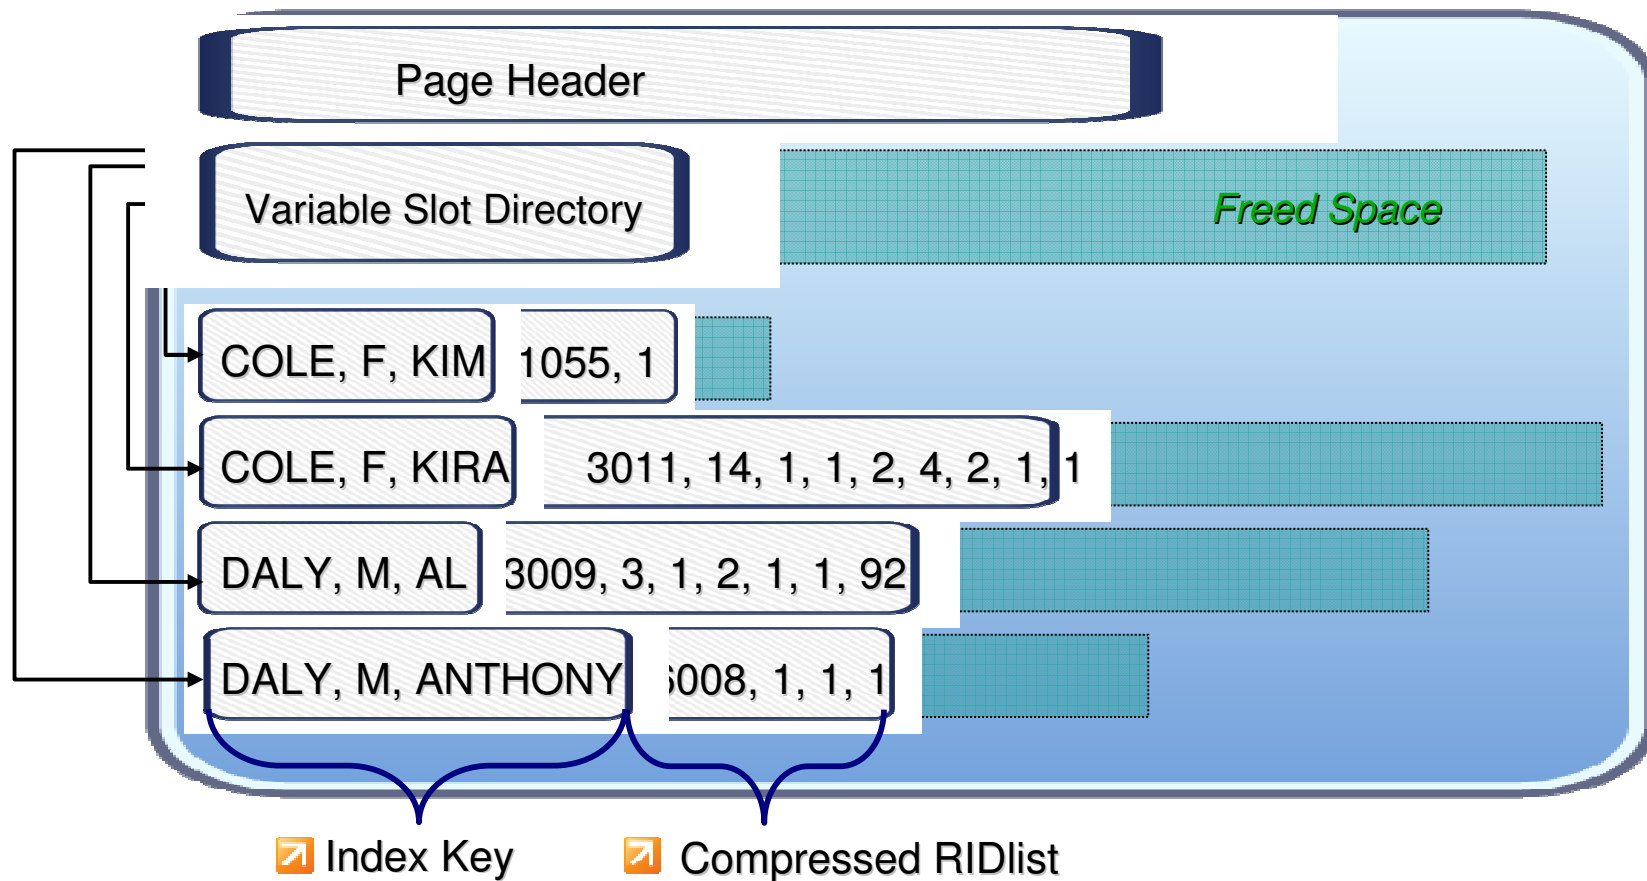 Page Header
Variable Slot Directory
Freed Space
COLE, F, KIM 1055, 1
COLE, F, KIRA 3011, 14, 1, 1, 2, 4, 2, 1, 1
DALY, M, AL 3009, 3, 1, 2, 1, 1, 92
DALY, M, ANTHONY 6008, 1, 1, 1
Index Key
Compressed RIDlist